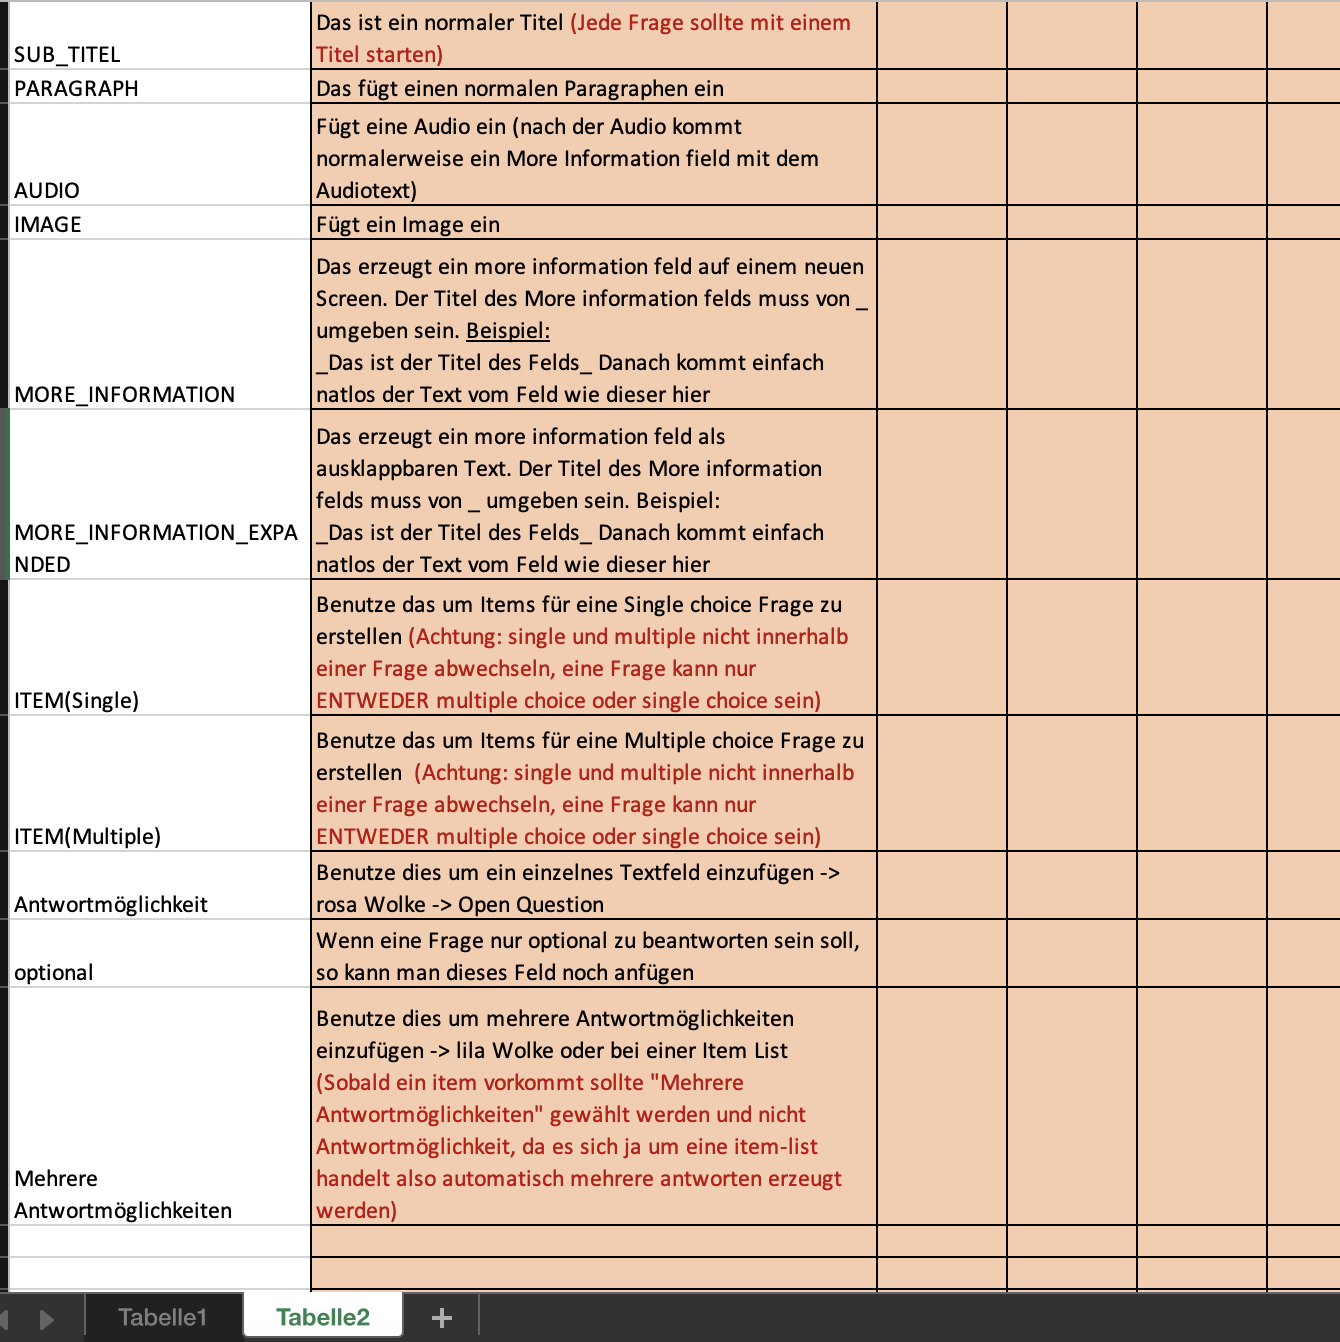 Das ist ein normaler Titel (Jede Frage sollte mit einem
Titel starten)
SUB_TITEL
PARAGRAPH
Das fügt einen normalen Paragraphen ein
Fügt eine Audio ein (nach der Audio kommt
normalerweise ein More Information field mit dem
Audiotext)
AUDIO
IMAGE
Fügt ein Image ein
Das erzeugt ein more information feld auf einem neuen
Screen. Der Titel des More information felds muss von _
umgeben sein. Beispiel:
_Das ist der Titel des Felds_ Danach kommt einfach
natlos der Text vom Feld wie dieser hier
MORE_INFORMATION
Das erzeugt ein more information feld als
ausklappbaren Text. Der Titel des More information
felds muss von _ umgeben sein. Beispiel:
_Das ist der Titel des Felds_ Danach kommt einfach
natlos der Text vom Feld wie dieser hier
MORE_INFORMATION_EXPA
NDED
Benutze das um Items für eine Single choice Frage zu
erstellen (Achtung: single und multiple nicht innerhalb
einer Frage abwechseln, eine Frage kann nur
ENTWEDER multiple choice oder single choice sein)
ITEM(Single)
Benutze das um Items für eine Multiple choice Frage zu
erstellen  (Achtung: single und multiple nicht innerhalb
einer Frage abwechseln, eine Frage kann nur
ENTWEDER multiple choice oder single choice sein)
ITEM(Multiple)
Benutze dies um ein einzelnes Textfeld einzufügen ->
rosa Wolke -> Open Question
Antwortmöglichkeit
Wenn eine Frage nur optional zu beantworten sein soll,
so kann man dieses Feld noch anfügen
optional
Benutze dies um mehrere Antwortmöglichkeiten
einzufügen -> lila Wolke oder bei einer Item List
(Sobald ein item vorkommt sollte "Mehrere
Antwortmöglichkeiten" gewählt werden und nicht
Antwortmöglichkeit, da es sich ja um eine item-list
handelt also automatisch mehrere antworten erzeugt
werden)
Mehrere
Antwortmöglichkeiten
Tabelle1
Tabelle2
+